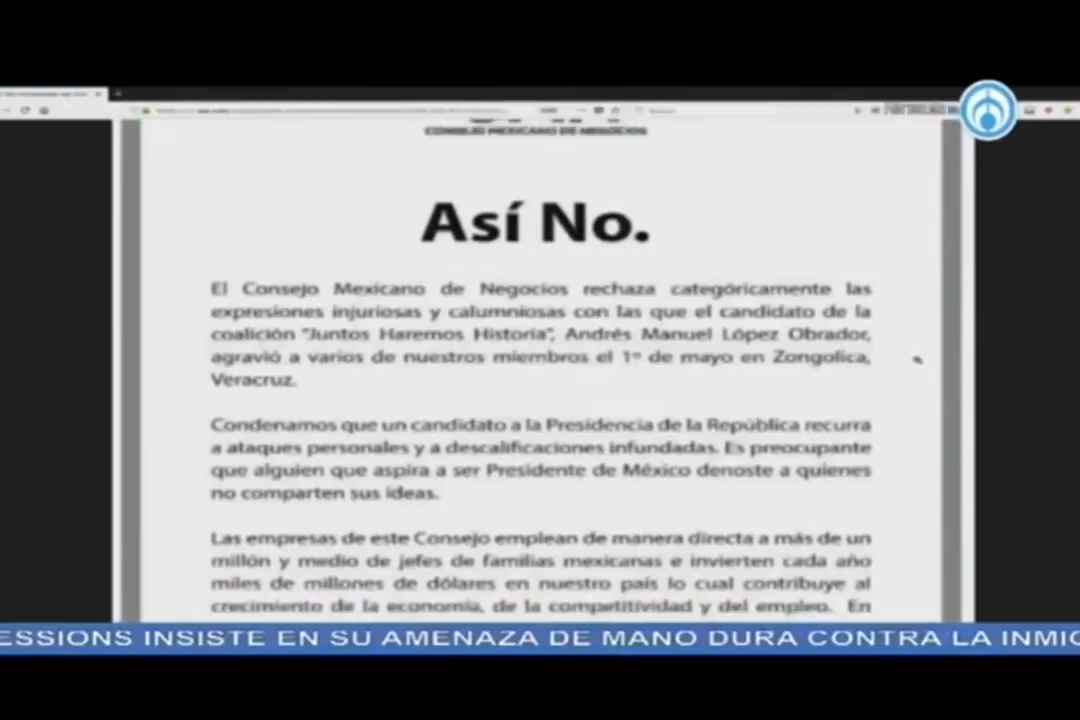 CONSEJO MEXICANO DE NEGOCIOS
Así No.
El Consejo Mexicano de Negocios rechaza categóricamente las
expresiones injuriosas y calumniosas con las que el candidato de la
coalición "Juntos Haremos Historia", Andrés Manuel López Obrador,
agravió a varios de nuestros miembros el 1º de mayo en Zongolica,
Veracruz.
Condenamos que un candidato a la Presidencia de la República recurra
a ataques personales y a descalificaciones infundadas. Es preocupante
que alguien que aspira a ser Presidente de México denoste a quienes
no comparten sus ideas.
Las empresas de este Consejo emplean de manera directa a más de un
millón y medio de jefes de familias mexicanas e invierten cada año
miles de millones de dólares en nuestro país lo cual contribuye al
crecimiento de la economía, de la competitividad y del empleo. En
ESSIONS INSISTE EN SU AMENAZA DE MANO DURA CONTRA LA INMIG